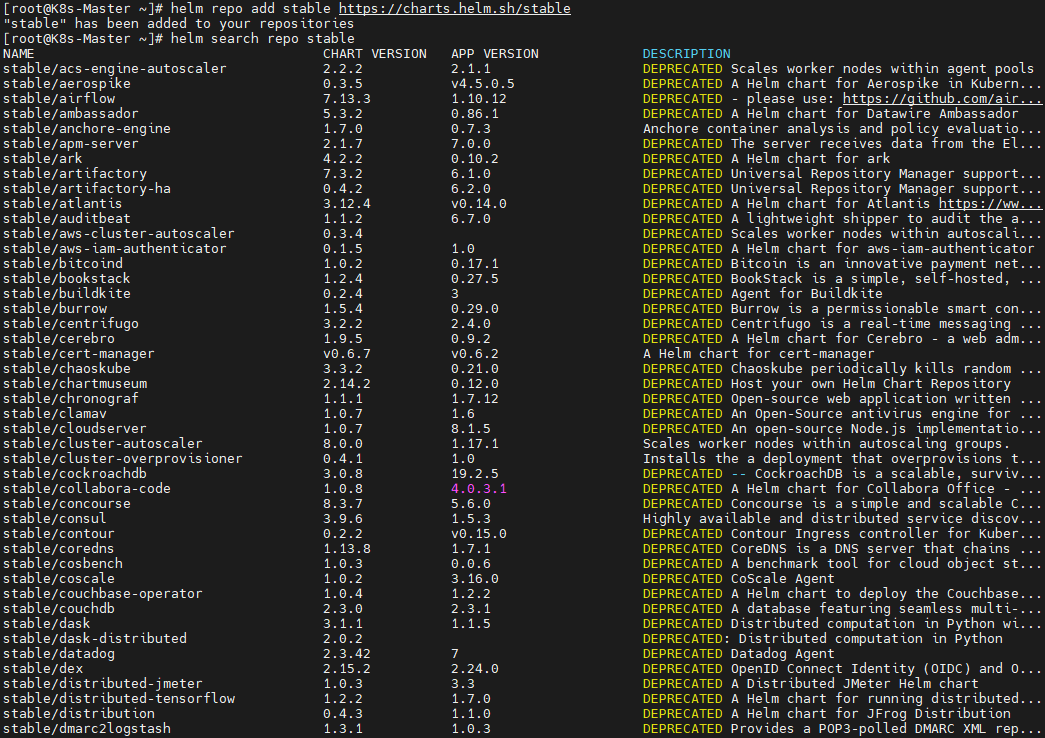 [root@K8s-Master ~]# helm repo add stable https://charts.helm.sh/stable
"stable" has been added to your repositories
[root@K8s-Master ~]# helm search repo stable
NAME CHART VERSION APP VERSION DESCRIPTION
stable/acs-engine-autoscaler 2.2.2 2.1.1 DEPRECATED Scales worker nodes within agent pools
stable/aerospike 0.3.5 v4.5.0.5 DEPRECATED A Helm chart for Aerospike in Kubern...
stable/airflow 7.13.3 1.10.12 DEPRECATED - please use: https://github.com/air...
stable/ambassador 5.3.2 0.86.1 DEPRECATED A Helm chart for Datawire Ambassador
stable/anchore-engine 1.7.0 0.7.3 Anchore container analysis and policy evaluatio...
stable/apm-server 2.1.7 7.0.0 DEPRECATED The server receives data from the El...
stable/ark 4.2.2 0.10.2 DEPRECATED A Helm chart for ark
stable/artifactory 7.3.2 6.1.0 DEPRECATED Universal Repository Manager support...
stable/artifactory-ha 0.4.2 6.2.0 DEPRECATED Universal Repository Manager support...
stable/atlantis 3.12.4 v0.14.0 DEPRECATED A Helm chart for Atlantis https://ww...
stable/auditbeat 1.1.2 6.7.0 DEPRECATED A lightweight shipper to audit the a...
stable/aws-cluster-autoscaler 0.3.4 DEPRECATED Scales worker nodes within autoscali...
stable/aws-iam-authenticator 0.1.5 1.0 DEPRECATED A Helm chart for aws-iam-authenticator
stable/bitcoind 1.0.2 0.17.1 DEPRECATED Bitcoin is an innovative payment net...
stable/bookstack 1.2.4 0.27.5 DEPRECATED BookStack is a simple, self-hosted, ...
stable/buildkite 0.2.4 3 DEPRECATED Agent for Buildkite
stable/burrow 1.5.4 0.29.0 DEPRECATED Burrow is a permissionable smart con...
stable/centrifugo 3.2.2 2.4.0 DEPRECATED Centrifugo is a real-time messaging ...
stable/cerebro 1.9.5 0.9.2 DEPRECATED A Helm chart for Cerebro - a web adm...
stable/cert-manager v0.6.7 v0.6.2 A Helm chart for cert-manager
stable/chaoskube 3.3.2 0.21.0 DEPRECATED Chaoskube periodically kills random ...
stable/chartmuseum 2.14.2 0.12.0 DEPRECATED Host your own Helm Chart Repository
stable/chronograf 1.1.1 1.7.12 DEPRECATED Open-source web application written ...
stable/clamav 1.0.7 1.6 DEPRECATED An Open-Source antivirus engine for ...
stable/cloudserver 1.0.7 8.1.5 DEPRECATED An open-source Node.js implementatio...
stable/cluster-autoscaler 8.0.0 1.17.1 Scales worker nodes within autoscaling groups.
stable/cluster-overprovisioner 0.4.1 1.0 Installs the a deployment that overprovisions t...
stable/cockroachdb 3.0.8 19.2.5 DEPRECATED -- CockroachDB is a scalable, surviv...
stable/collabora-code 1.0.8 4.0.3.1 DEPRECATED A Helm chart for Collabora Office - ...
stable/concourse 8.3.7 5.6.0 DEPRECATED Concourse is a simple and scalable C...
stable/consul 3.9.6 1.5.3 Highly available and distributed service discov...
stable/contour 0.2.2 v0.15.0 DEPRECATED Contour Ingress controller for Kuber...
stable/coredns 1.13.8 1.7.1 DEPRECATED CoreDNS is a DNS server that chains ...
stable/cosbench 1.0.3 0.0.6 DEPRECATED A benchmark tool for cloud object st...
stable/coscale 1.0.2 3.16.0 DEPRECATED CoScale Agent
stable/couchbase-operator 1.0.4 1.2.2 DEPRECATED A Helm chart to deploy the Couchbase...
stable/couchdb 2.3.0 2.3.1 DEPRECATED A database featuring seamless multi-...
stable/dask 3.1.1 1.1.5 DEPRECATED Distributed computation in Python wi...
stable/dask-distributed 2.0.2 DEPRECATED: Distributed computation in Python
stable/datadog 2.3.42 7 DEPRECATED Datadog Agent
stable/dex 2.15.2 2.24.0 DEPRECATED OpenID Connect Identity (OIDC) and O...
stable/distributed-jmeter 1.0.3 3.3 DEPRECATED A Distributed JMeter Helm chart
stable/distributed-tensorflow 1.2.2 1.7.0 DEPRECATED A Helm chart for running distributed...
stable/distribution 0.4.3 1.1.0 DEPRECATED A Helm chart for JFrog Distribution
stable/dmarc2logstash 1.3.1 1.0.3 DEPRECATED Provides a POP3-polled DMARC XML rep...